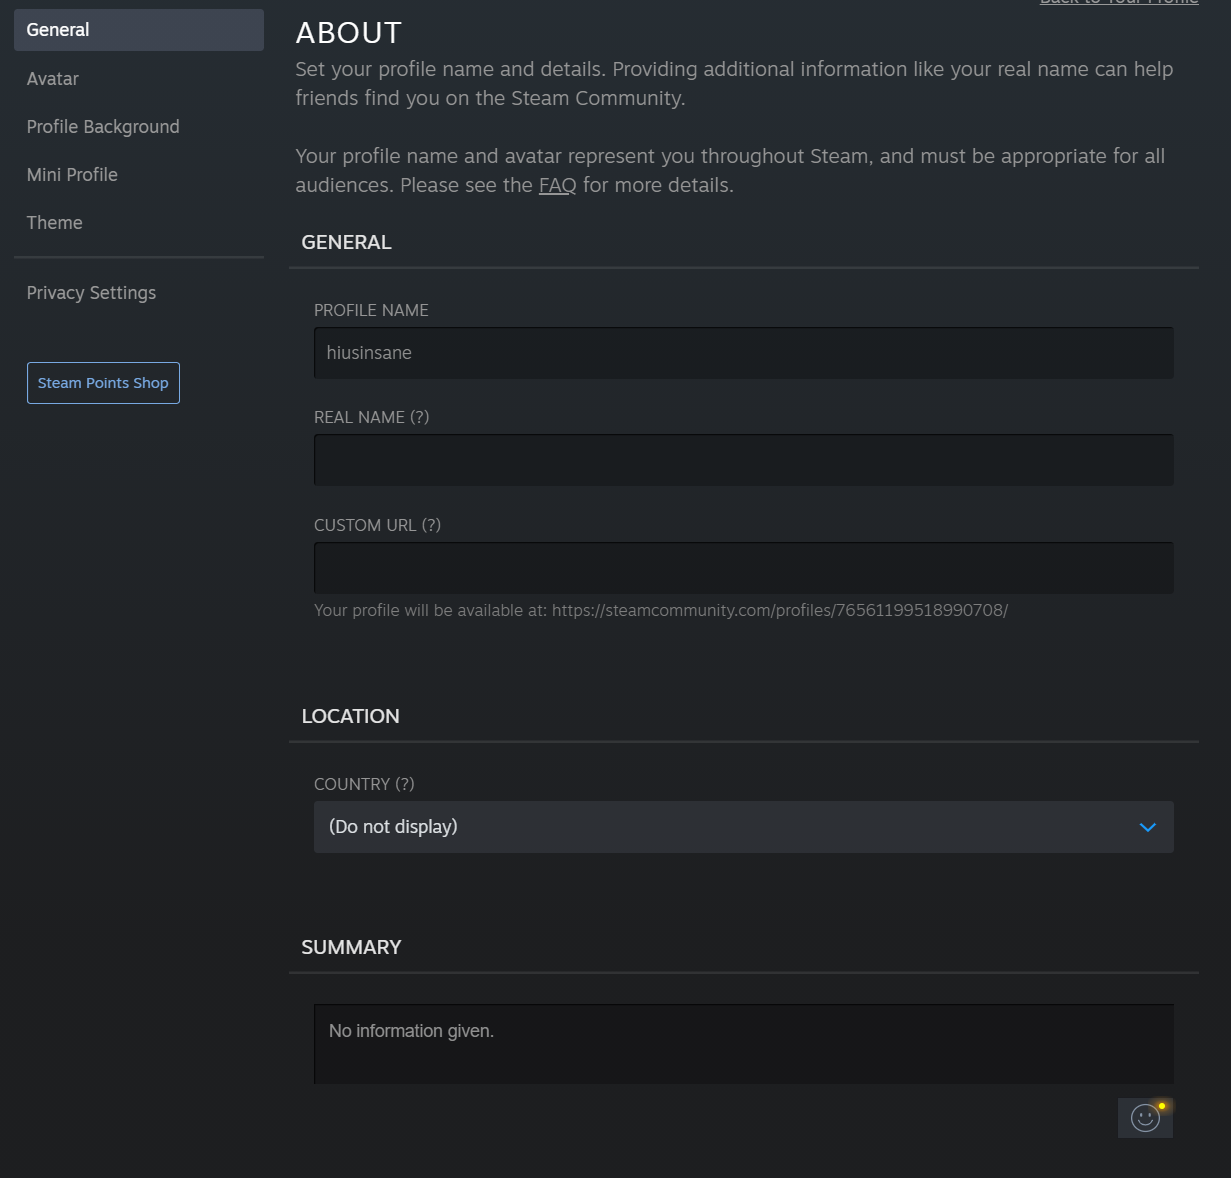 Back to Your Profile
General
Avatar
Profile Background
Mini Profile
Theme
Privacy Settings
Steam Points Shop
ABOUT
Set your profile name and details. Providing additional information like your real name can help
friends find you on the Steam Community.
Your profile name and avatar represent you throughout Steam, and must be appropriate for all
audiences. Please see the FAQ for more details.
GENERAL
PROFILE NAME
hiusinsane
REAL NAME (?)
CUSTOM URL (?)
Your profile will be available at: https://steamcommunity.com/profiles/76561199518990708/
LOCATION
COUNTRY (?)
(Do not display)
SUMMARY
No information given.